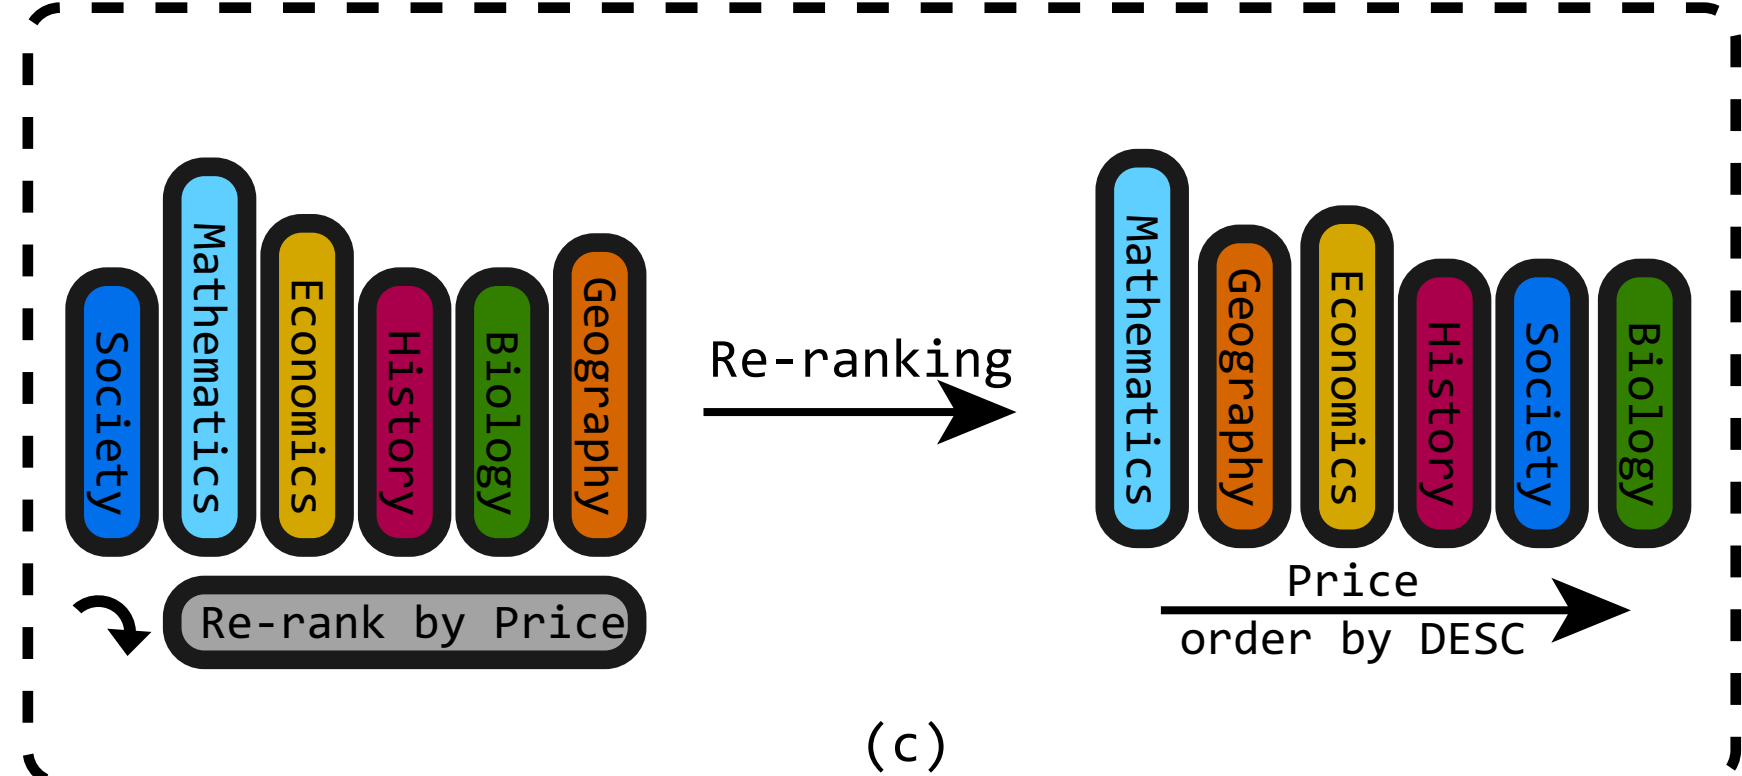 Society
Mathematics
Economics
History
Biology
Geography
Re-rank by Price
Re-ranking
Mathematics
Geography
Economics
History
Society
Biology
Price
order by DESC
(c)